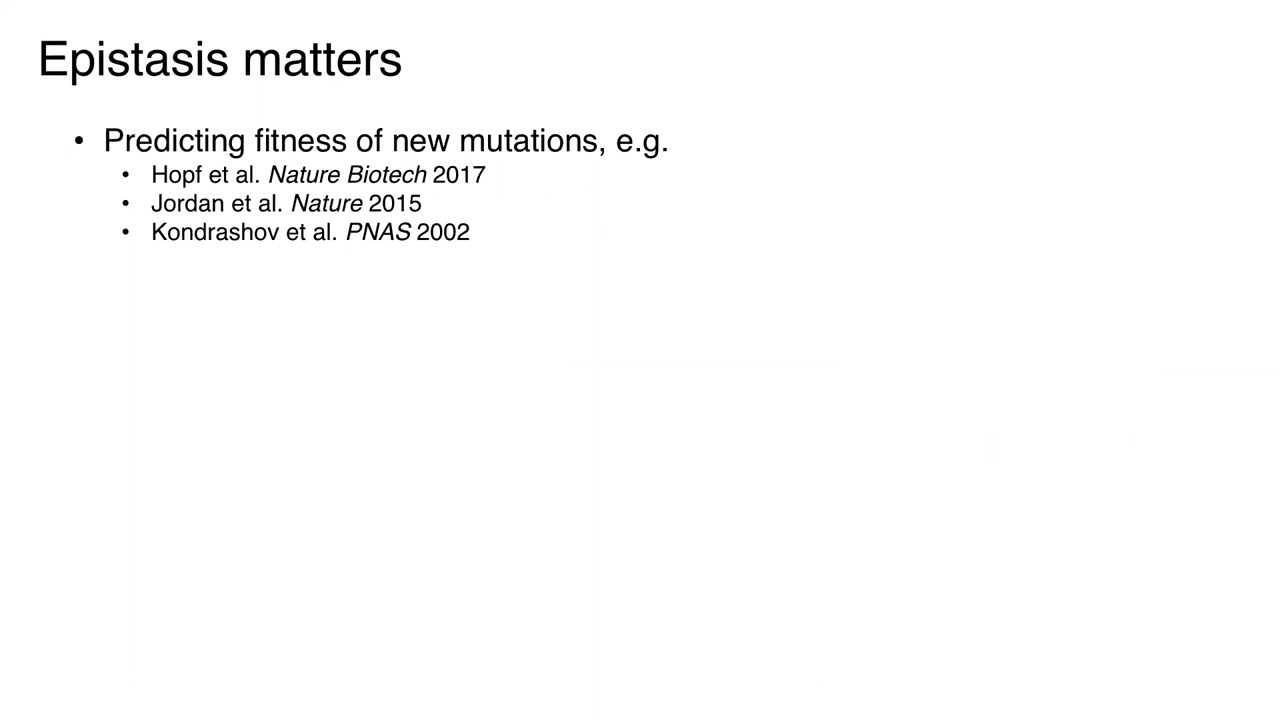 Epistasis matters
• Predicting fitness of new mutations, e.g.
• Hopf et al. Nature Biotech 2017
• Jordan et al. Nature 2015
• Kondrashov et al. PNAS 2002